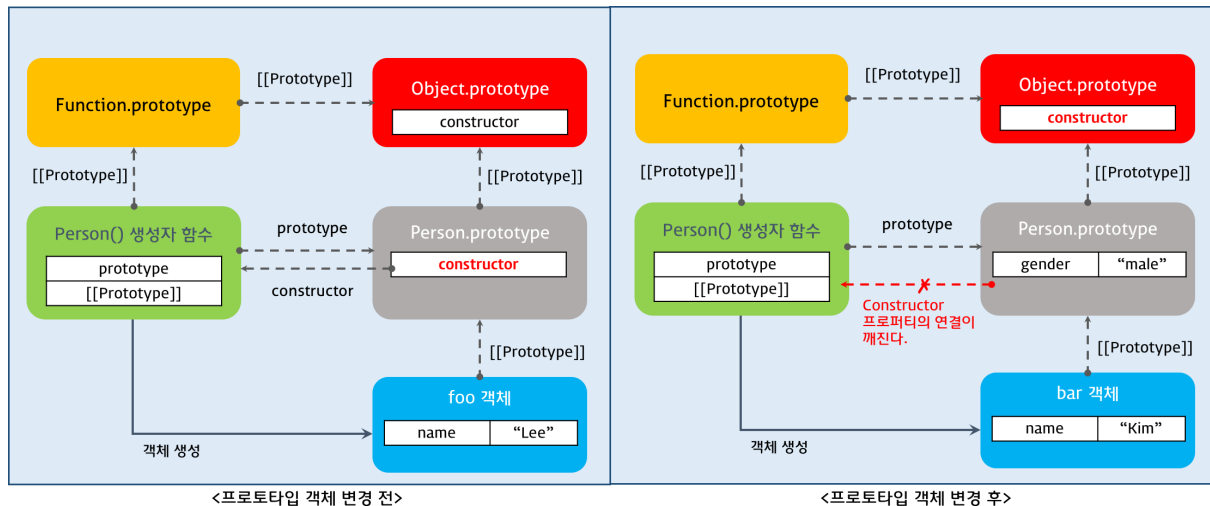 [[Prototype]]
Function.prototype
Object.prototype
constructor
[[Prototype]]
[[Prototype]]
Person() 생성자 함수
prototype
[[Prototype]]
prototype
constructor
Person.prototype
constructor
[[Prototype]]
foo 객체
name
“Lee”
객체 생성
<프로토타입 객체 변경 전>
[[Prototype]]
Function.prototype
Object.prototype
constructor
[[Prototype]]
[[Prototype]]
Person() 생성자 함수
prototype
[[Prototype]]
prototype
Person.prototype
gender
“male”
✗
Constructor
프로퍼티의 연결이
깨진다.
[[Prototype]]
bar 객체
name
“Kim”
객체 생성
<프로토타입 객체 변경 후>